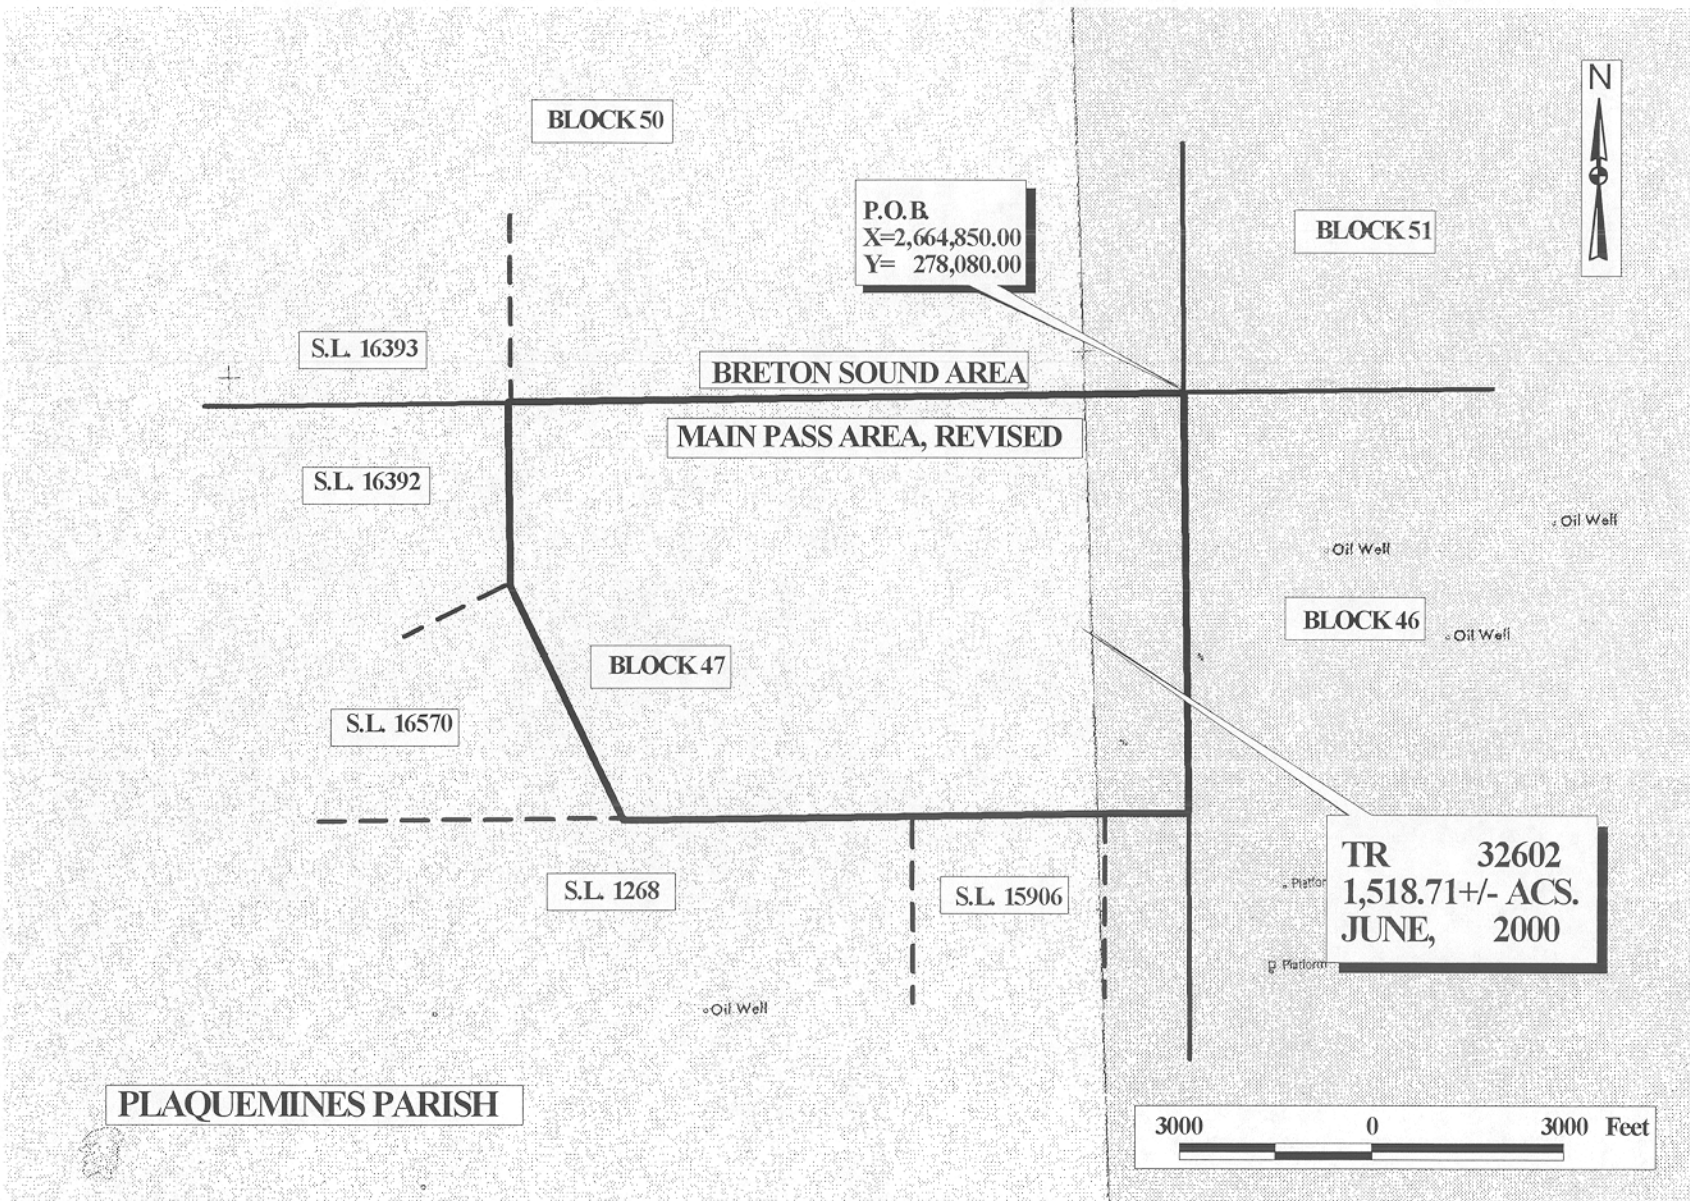 N
BLOCK 50
P.O.B.
X=2,664,850.00
Y= 278,080.00
BLOCK 51
S.L. 16393
BRETON SOUND AREA
MAIN PASS AREA, REVISED
S.L. 16392
Oil Well
Oil Well
BLOCK 46
Oil Well
BLOCK 47
S.L. 16570
TR 32602
1,518.71+/- ACS.
JUNE, 2000
S.L. 1268
S.L. 15906
Platfor
Platform
Oil Well
PLAQUEMINES PARISH
3000 0 3000 Feet